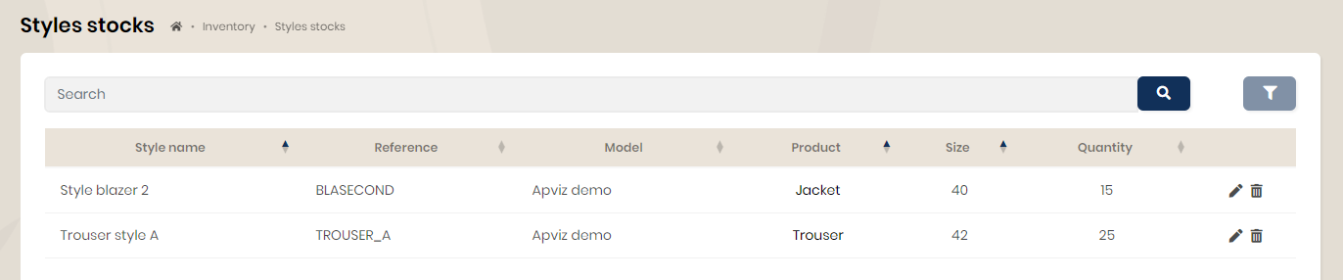 Styles stocks • Inventory • Styles stocks
Search
Style name Reference Model Product Size Quantity
Style blazer 2 BLASECOND Apviz demo Jacket 40 15
Trouser style A TROUSER_A Apviz demo Trouser 42 25